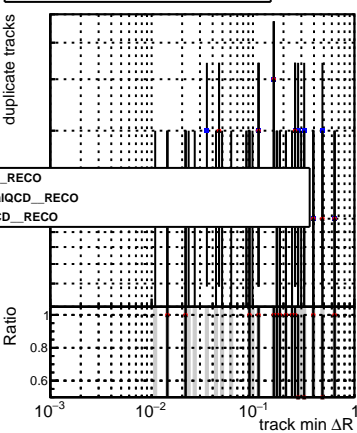 duplicate tracks
_RECO
IQCD__RECO
D__RECO
Ratio
1
0.8
0.6
10⁻³
10⁻²
10⁻¹
1
track min ΔR